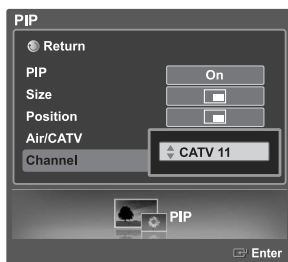 PIP
Return
PIP On
Size
Position
Air/CATV
Channel CATV 11
PIP
Enter